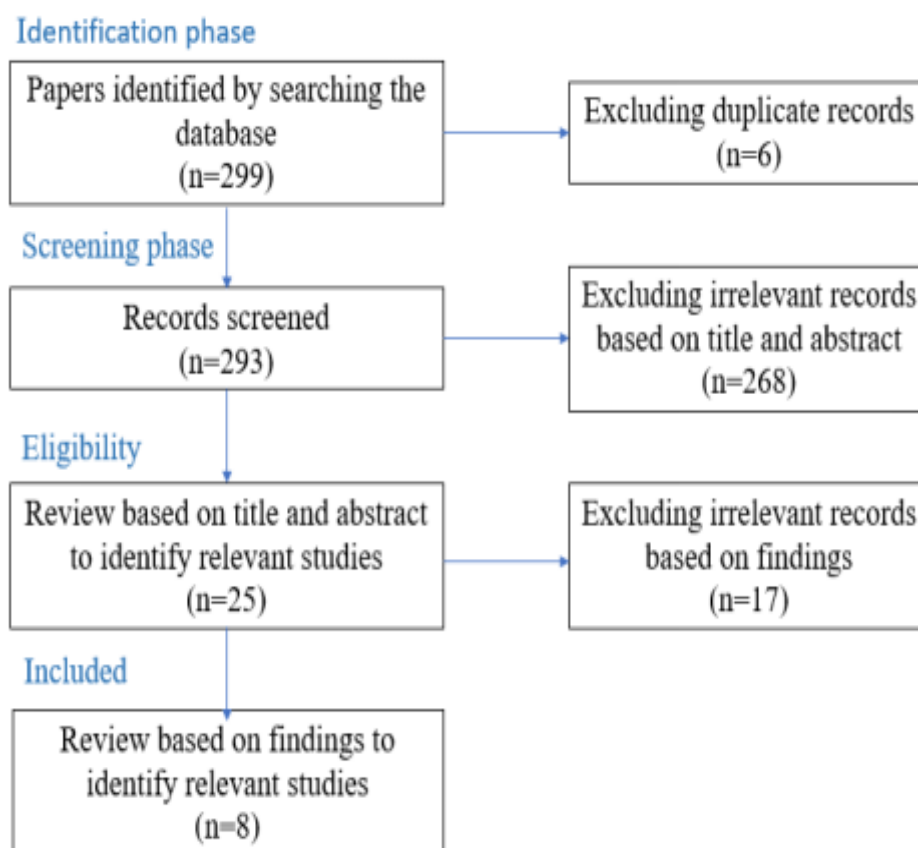 Identification phase
Papers identified by searching the
database
(n=299)
Excluding duplicate records
(n=6)
Screening phase
Records screened
(n=293)
Excluding irrelevant records
based on title and abstract
(n=268)
Eligibility
Review based on title and abstract
to identify relevant studies
(n=25)
Excluding irrelevant records
based on findings
(n=17)
Included
Review based on findings to
identify relevant studies
(n=8)